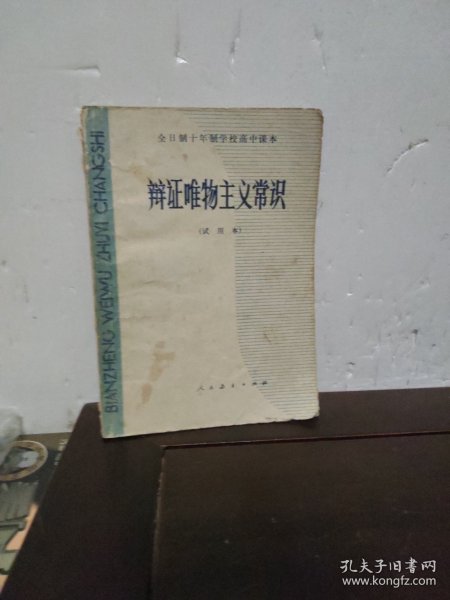 全日制十年制学校高中课本
辩证唯物主义常识
(试用本)
BIANZHENG WEIWU ZHUYI CHANGSHI
人民教育出版社
孔夫子旧书网
www.kongfz.com